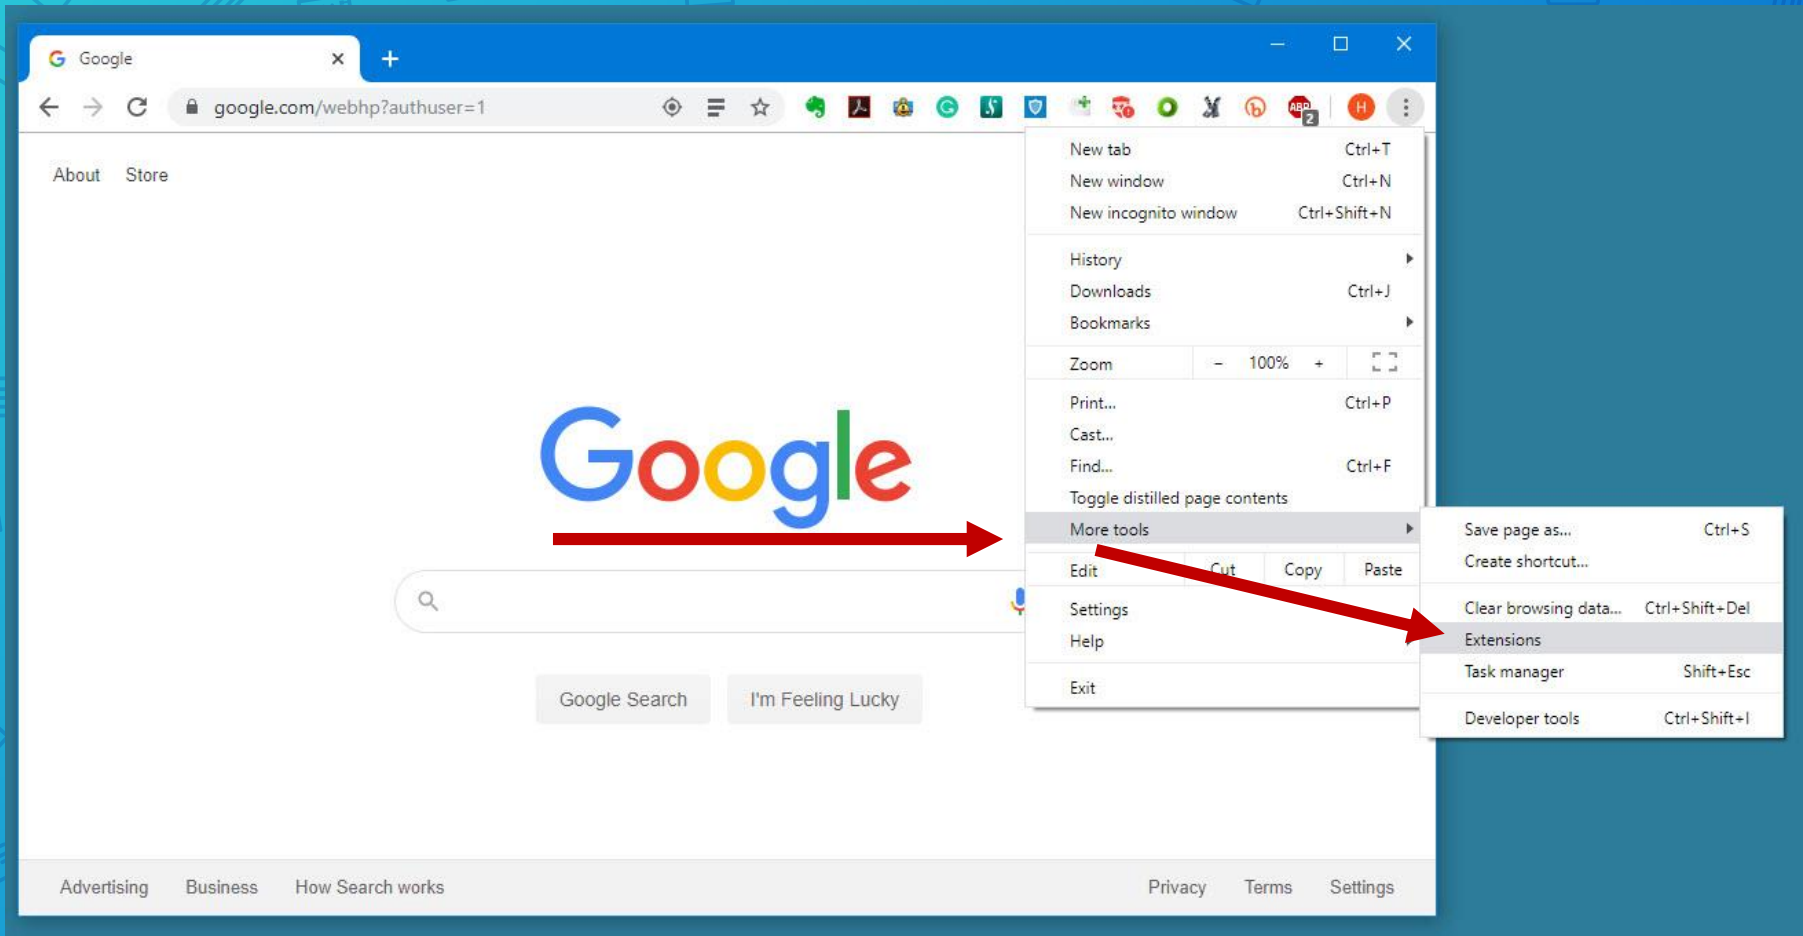 Google
google.com/webhp?authuser=1
ABP
2
H
About Store
New tab Ctrl+T
New window Ctrl+N
New incognito window Ctrl+Shift+N
History
Downloads Ctrl+J
Bookmarks
Zoom - 100% +
Print... Ctrl+P
Cast...
Find... Ctrl+F
Toggle distilled page contents
More tools
Edit Cut Copy Paste
Settings
Help
Exit
Save page as... Ctrl+S
Create shortcut...
Clear browsing data... Ctrl+Shift+Del
Extensions
Task manager Shift+Esc
Developer tools Ctrl+Shift+I
Google
Google Search I'm Feeling Lucky
Advertising Business How Search works Privacy Terms Settings